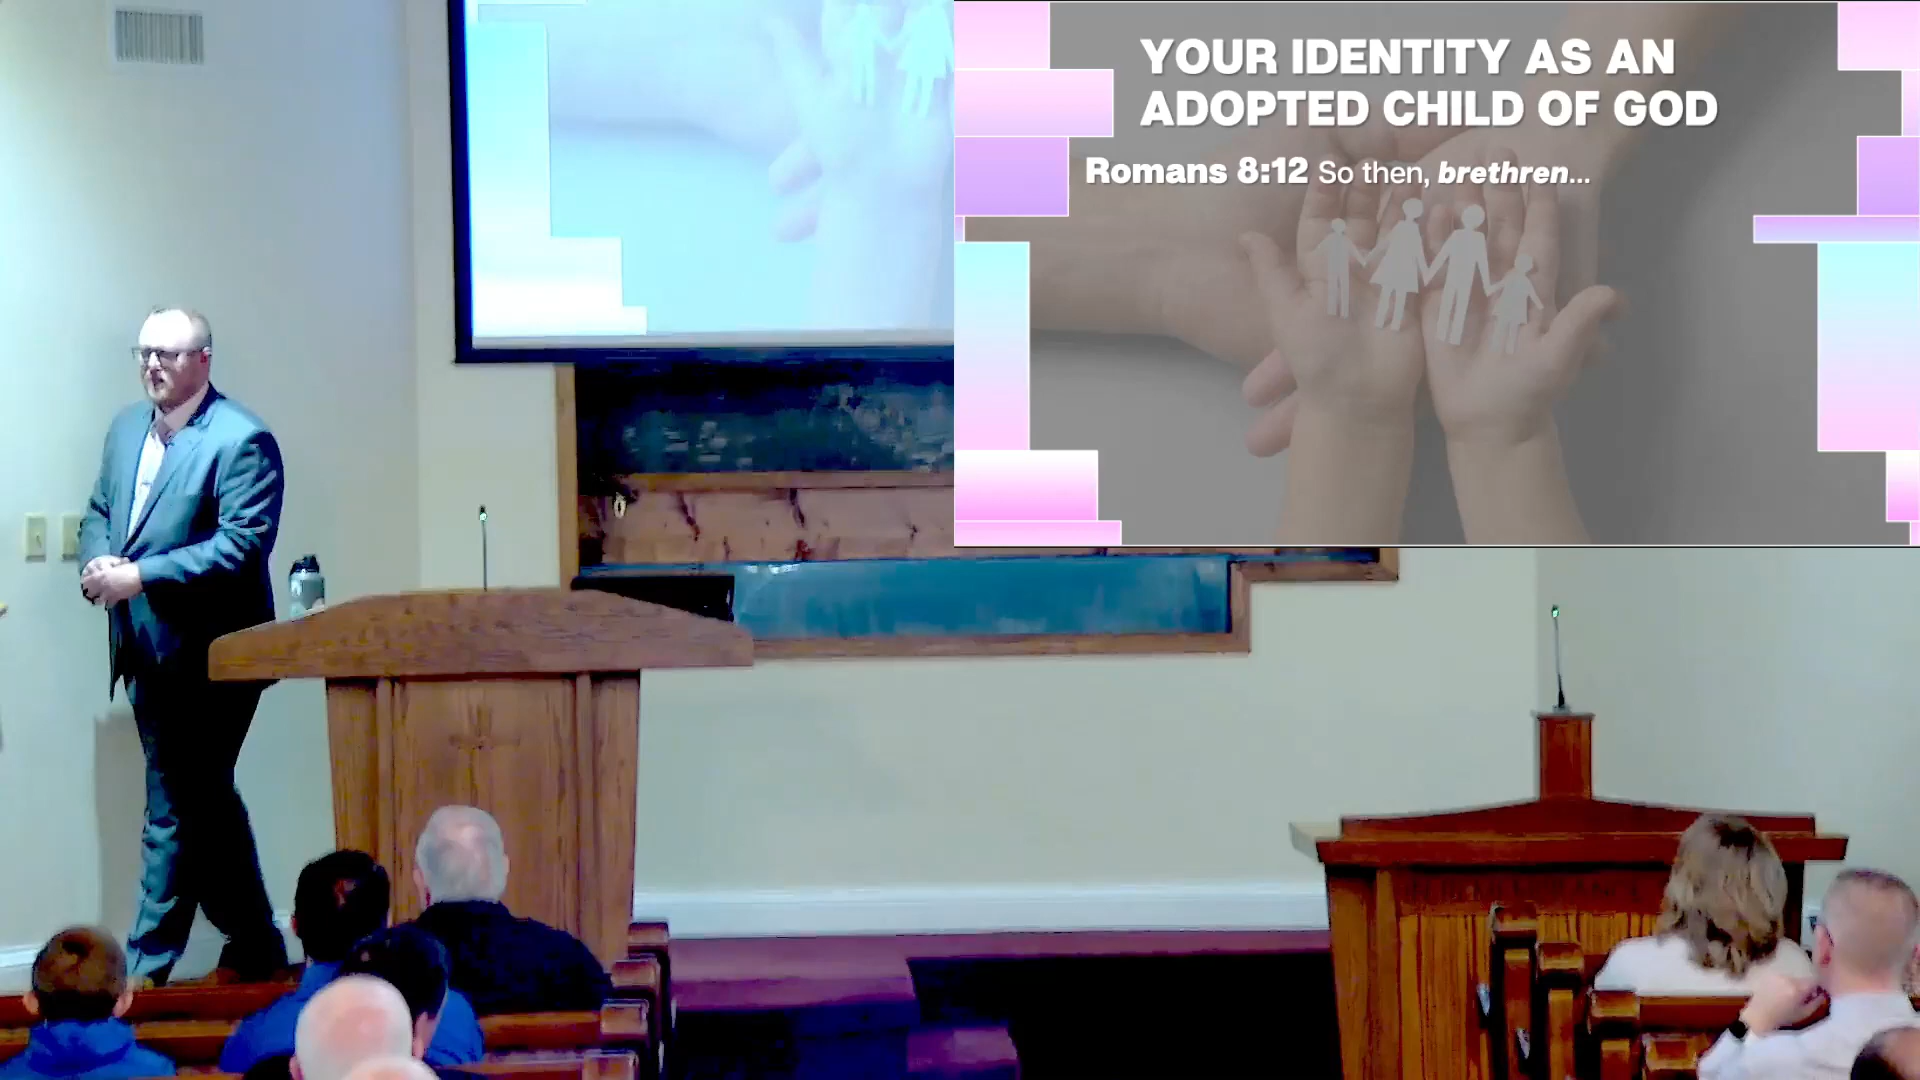 YOUR IDENTITY AS AN
ADOPTED CHILD OF GOD
Romans 8:12 So then, brethren...